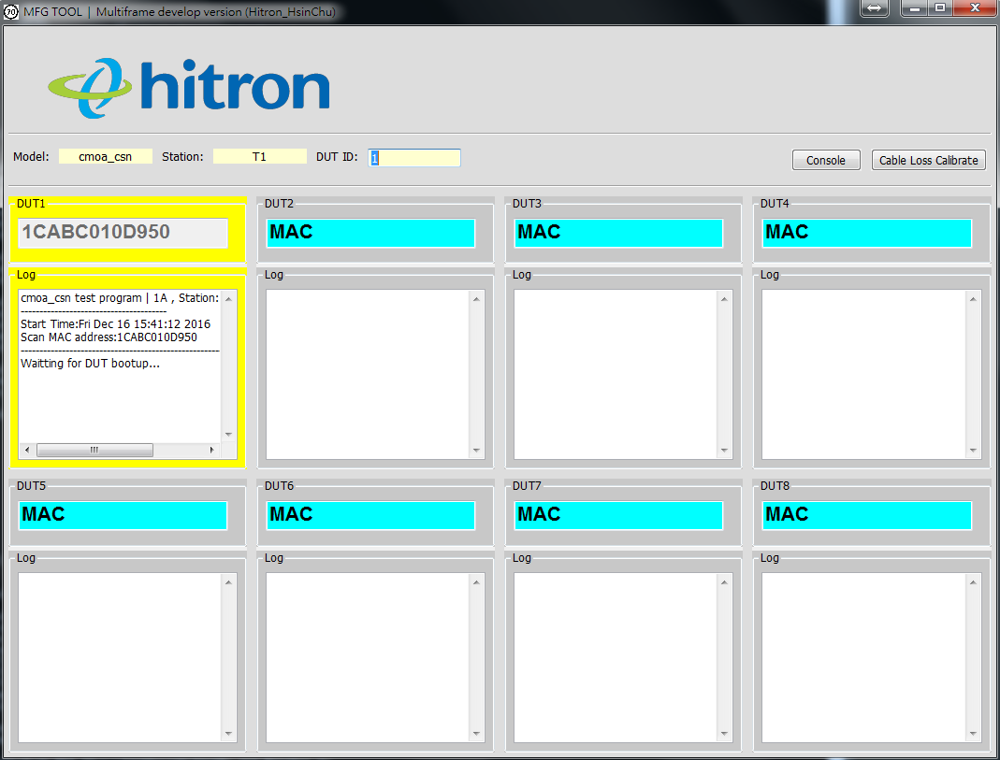 70 MFG TOOL | Multiframe develop version (Hitron_HsinChu)
hitron
Model: cmoa_csn Station: T1 DUT ID: 1 Console Cable Loss Calibrate
DUT1 DUT2 DUT3 DUT4
1CABC010D950 MAC MAC MAC
Log Log Log Log
cmoa_csn test program | 1A , Station:
----------------------------------------
Start Time:Fri Dec 16 15:41:12 2016
Scan MAC address:1CABC010D950
------------------------------------------------------
Waitting for DUT bootup...
DUT5 DUT6 DUT7 DUT8
MAC MAC MAC MAC
Log Log Log Log